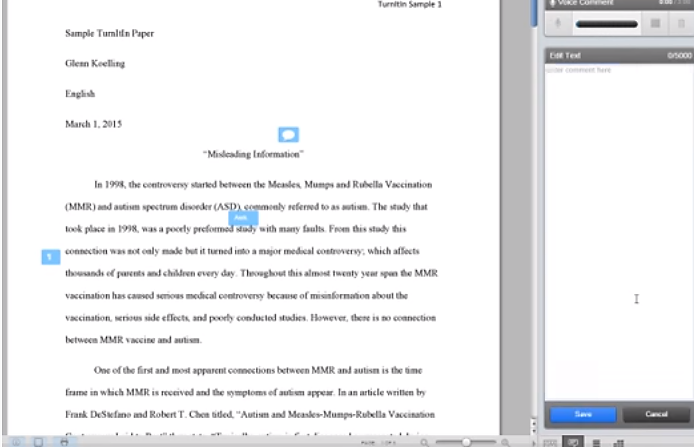 TurnItIn Sample 1
Voice Comment
Sample TurnItIn Paper
Edit Text 0/5000
Glenn Koelling
English
March 1, 2015
“Misleading Information”
In 1998, the controversy started between the Measles, Mumps and Rubella Vaccination
(MMR) and autism spectrum disorder (ASD), commonly referred to as autism. The study that
took place in 1998, was a poorly preformed study with many faults. From this study this
1
connection was not only made but it turned into a major medical controversy; which affects
thousands of parents and children every day. Throughout this almost twenty year span the MMR
vaccination has caused serious medical controversy because of misinformation about the
vaccination, serious side effects, and poorly conducted studies. However, there is no connection
between MMR vaccine and autism.
One of the first and most apparent connections between MMR and autism is the time
frame in which MMR is received and the symptoms of autism appear. In an article written by
Frank DeStefano and Robert T. Chen titled, “Autism and Measles-Mumps-Rubella Vaccination
Save Cancel